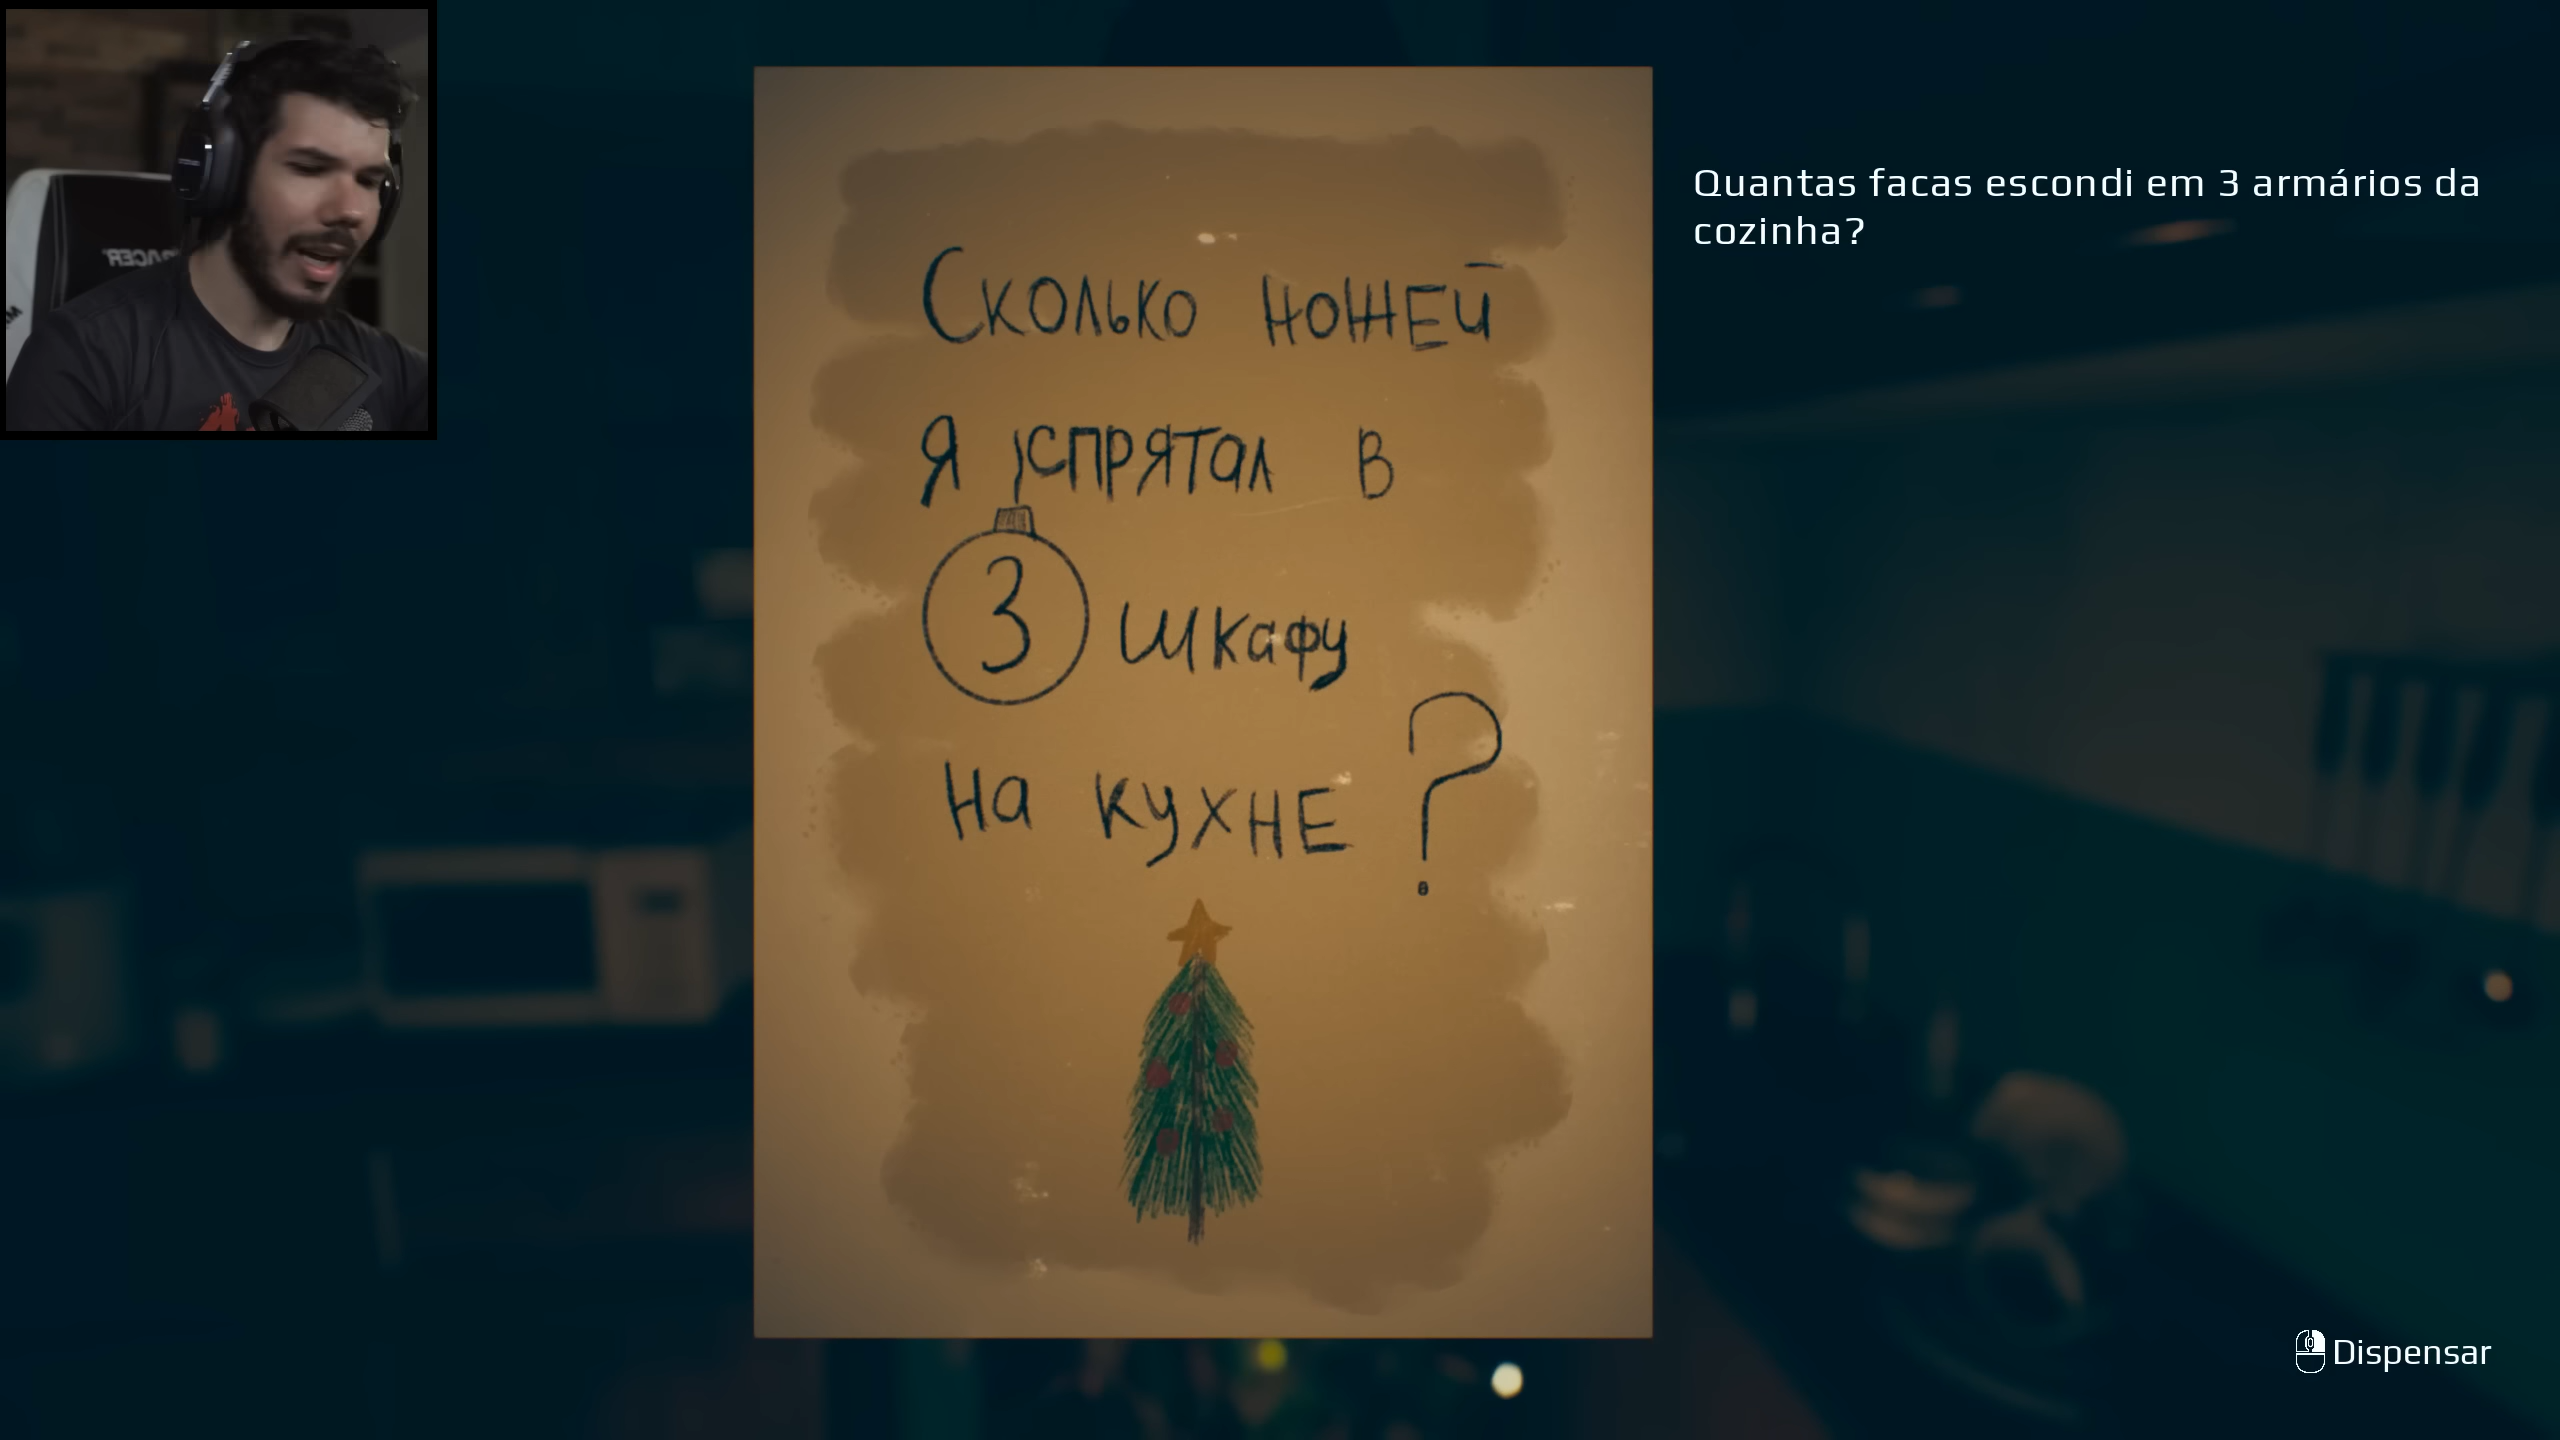 Сколько ножей
я спрятал в
3 шкафу
на кухне?
Quantas facas escondi em 3 armários da
cozinha?
Dispensar